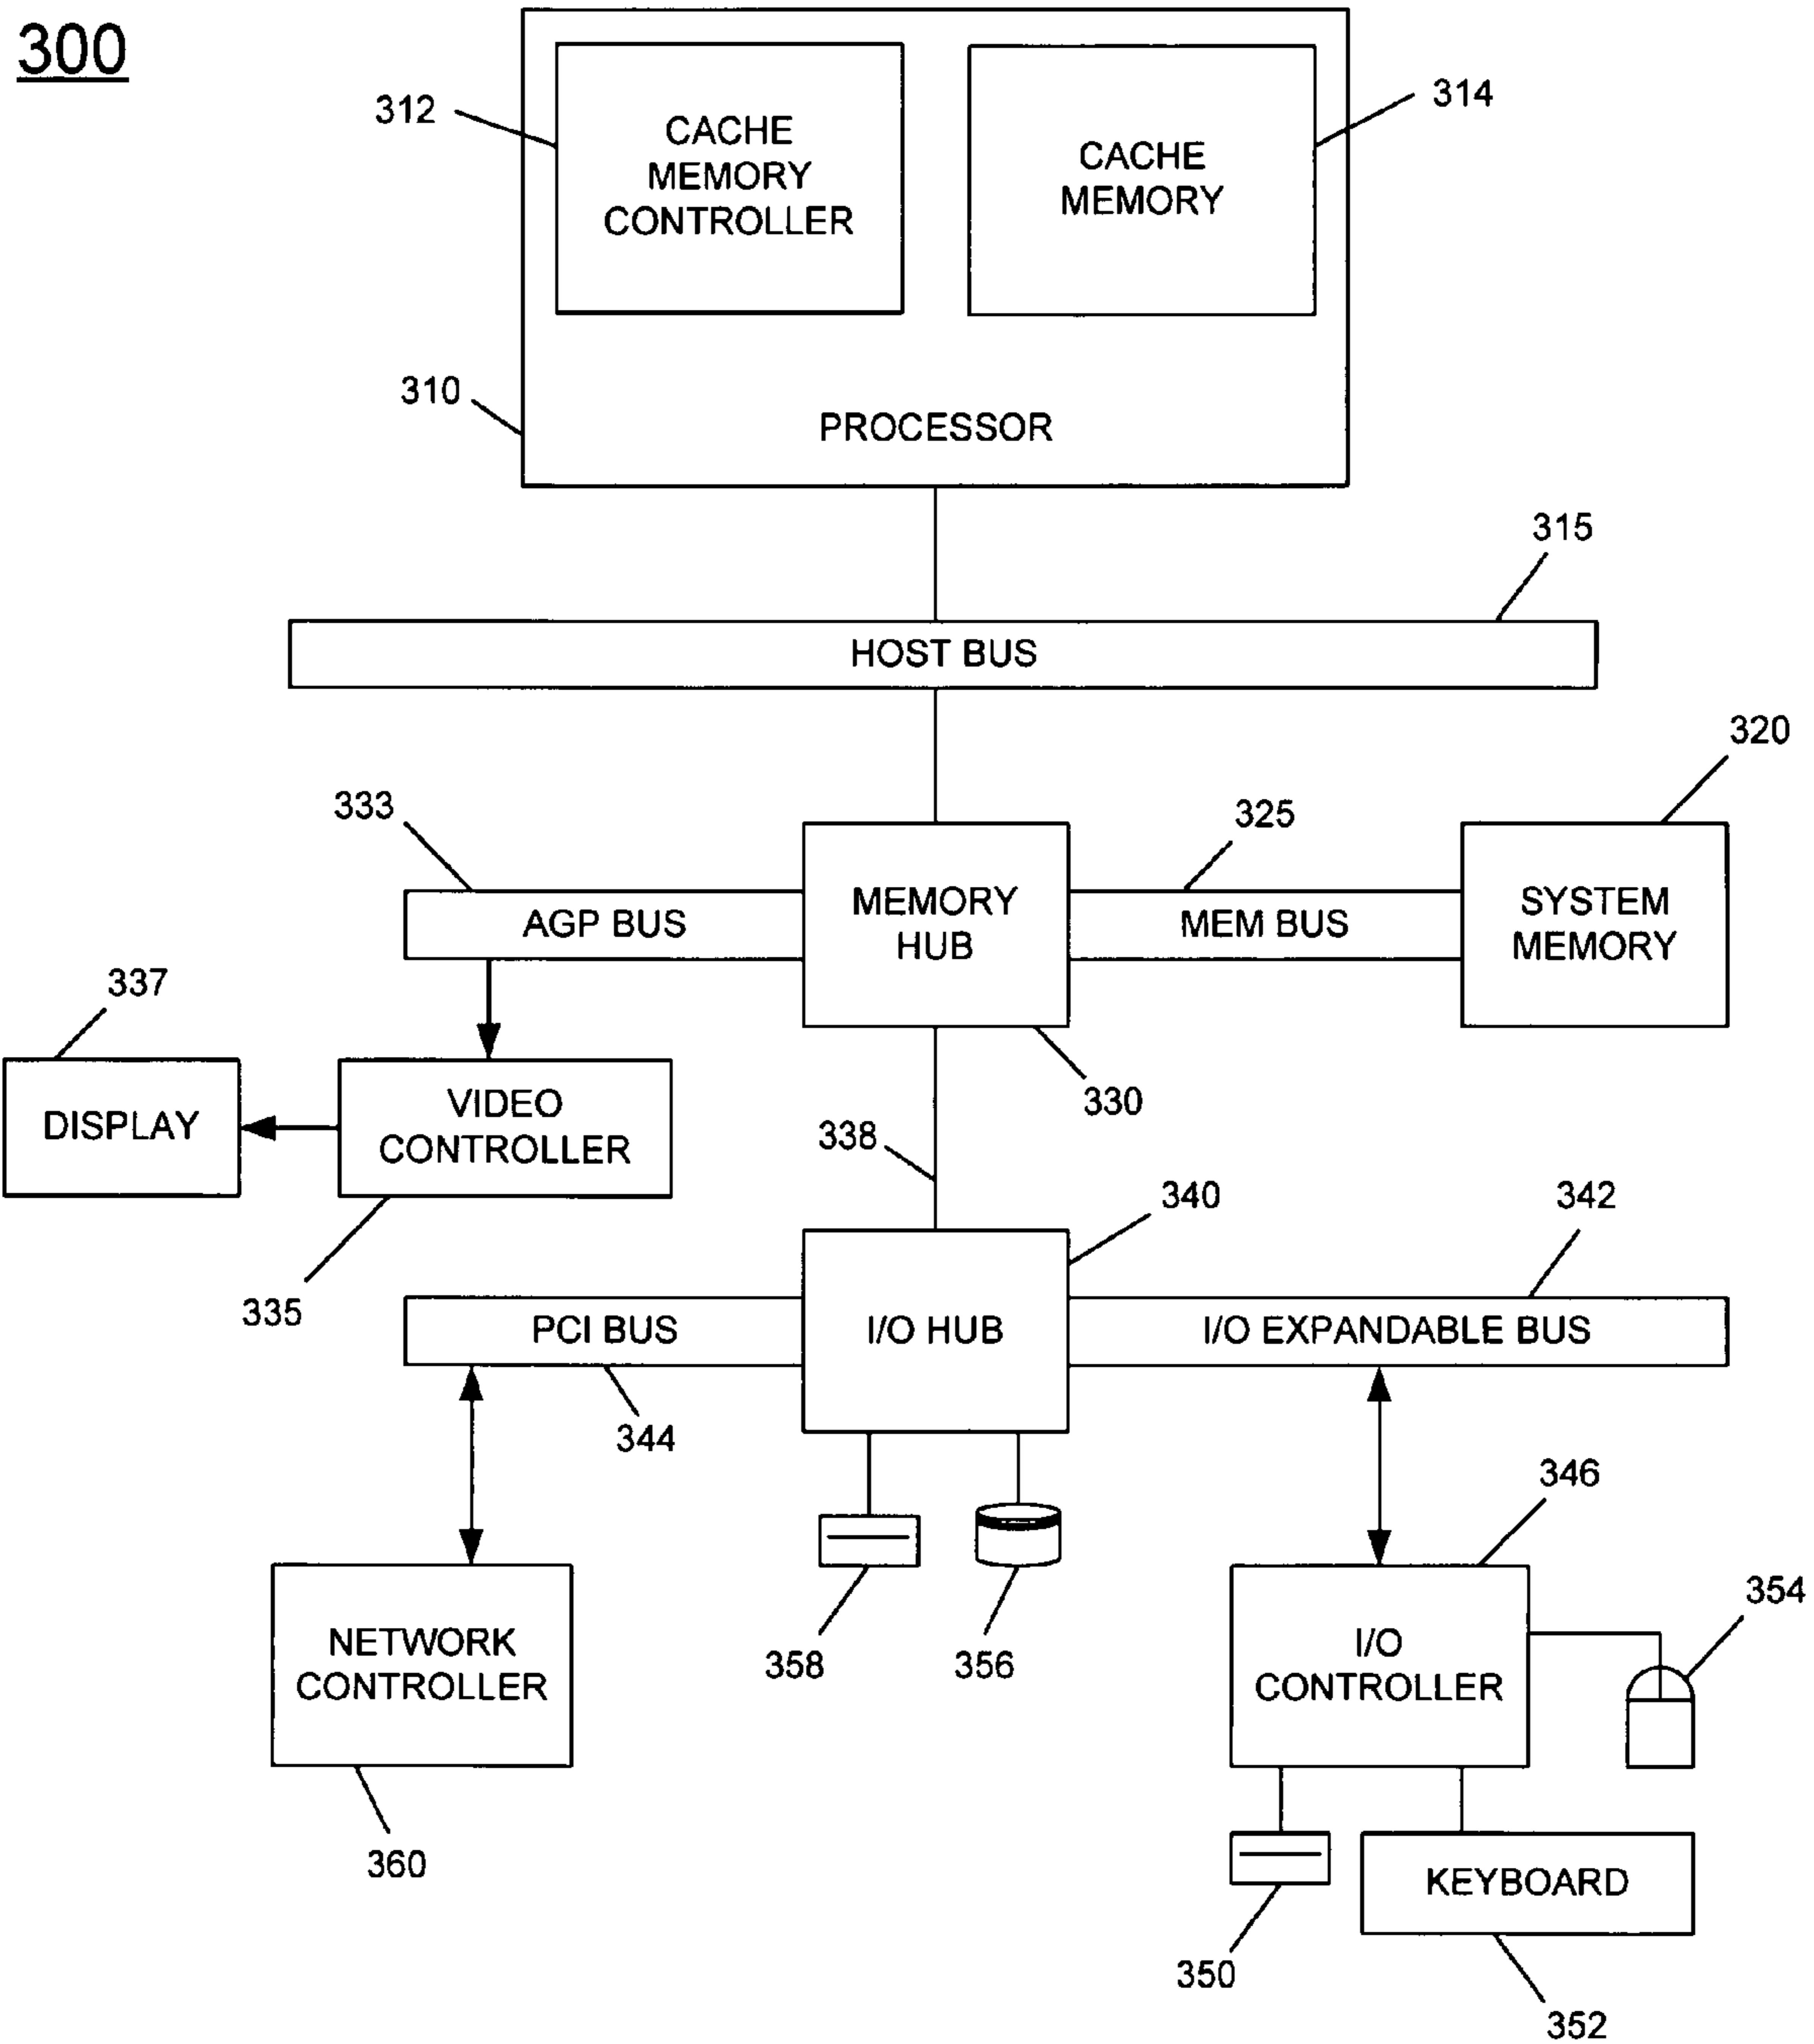 300
312
CACHE
MEMORY
CONTROLLER
CACHE
MEMORY
314
310
PROCESSOR
315
HOST BUS
320
333
325
AGP BUS
MEMORY
HUB
MEM BUS
SYSTEM
MEMORY
337
DISPLAY
VIDEO
CONTROLLER
330
338
340
342
335
PCI BUS
I/O HUB
I/O EXPANDABLE BUS
344
346
354
NETWORK
CONTROLLER
358
356
I/O
CONTROLLER
360
KEYBOARD
350
352